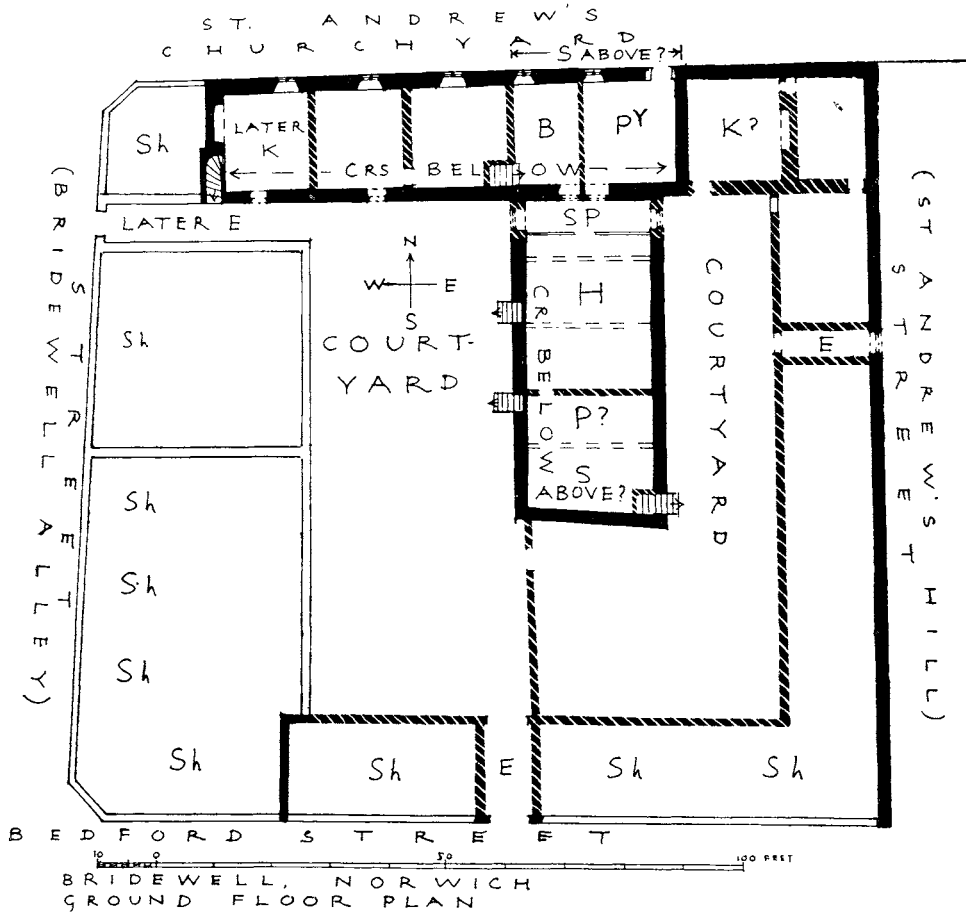 ST. ANDREW'S
CHURCHYARD
S ABOVE?
Sh
LATER
K
B
PY
K?
CRS BELOW
LATER E
SP
N
W E
S
COURT-
YARD
H
CR BELOW
P?
S
ABOVE?
COURTYARD
E
(BRIDEWELL ALLEY)
STREET
(ST ANDREW'S HILL)
STREET
Sh
Sh
Sh
Sh
Sh
Sh
E
Sh
Sh
BEDFORD STREET
10 0 50 100 FEET
BRIDEWELL, NORWICH
GROUND FLOOR PLAN